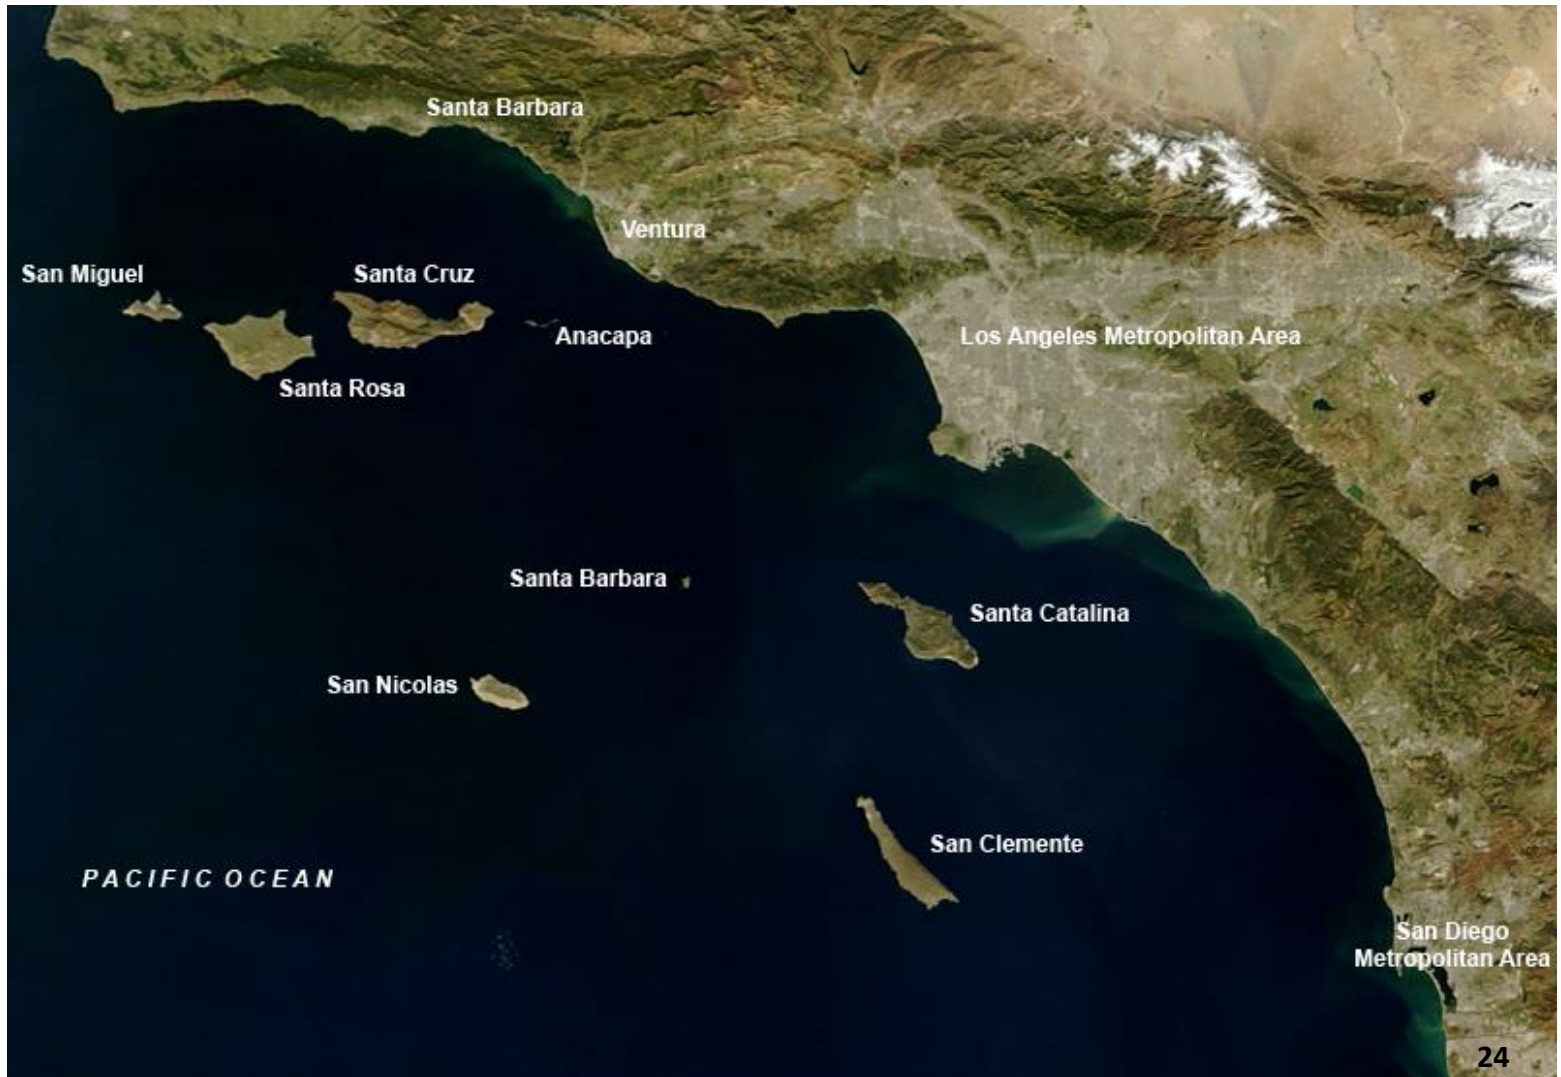 Santa Barbara
Ventura
San Miguel
Santa Cruz
Anacapa
Los Angeles Metropolitan Area
Santa Rosa
Santa Barbara
Santa Catalina
San Nicolas
San Clemente
PACIFIC OCEAN
San Diego
Metropolitan Area
24